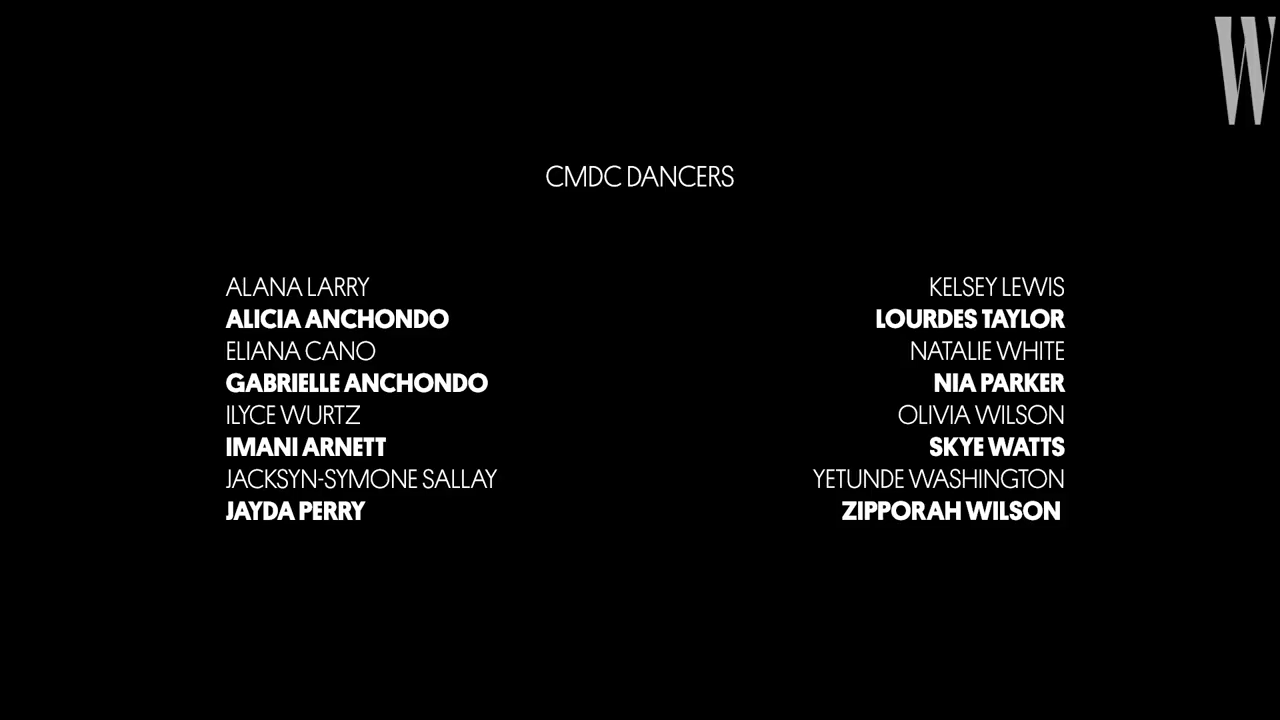 W
CMDC DANCERS
ALANA LARRY
ALICIA ANCHONDO
ELIANA CANO
GABRIELLE ANCHONDO
ILYCE WURTZ
IMANI ARNETT
JACKSYN-SYMONE SALLAY
JAYDA PERRY
KELSEY LEWIS
LOURDES TAYLOR
NATALIE WHITE
NIA PARKER
OLIVIA WILSON
SKYE WATTS
YETUNDE WASHINGTON
ZIPPORAH WILSON